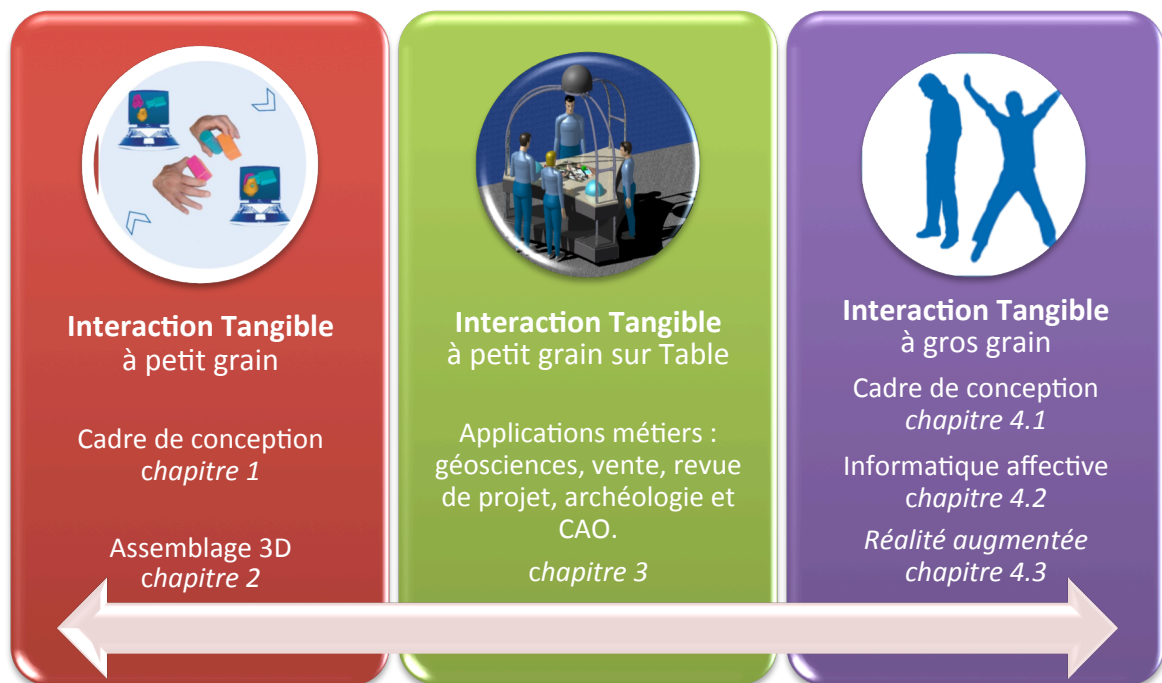 Interaction Tangible
à petit grain
Cadre de conception
chapitre 1
Assemblage 3D
chapitre 2
Interaction Tangible
à petit grain sur Table
Applications métiers :
géosciences, vente, revue
de projet, archéologie et
CAO.
chapitre 3
Interaction Tangible
à gros grain
Cadre de conception
chapitre 4.1
Informatique affective
chapitre 4.2
Réalité augmentée
chapitre 4.3